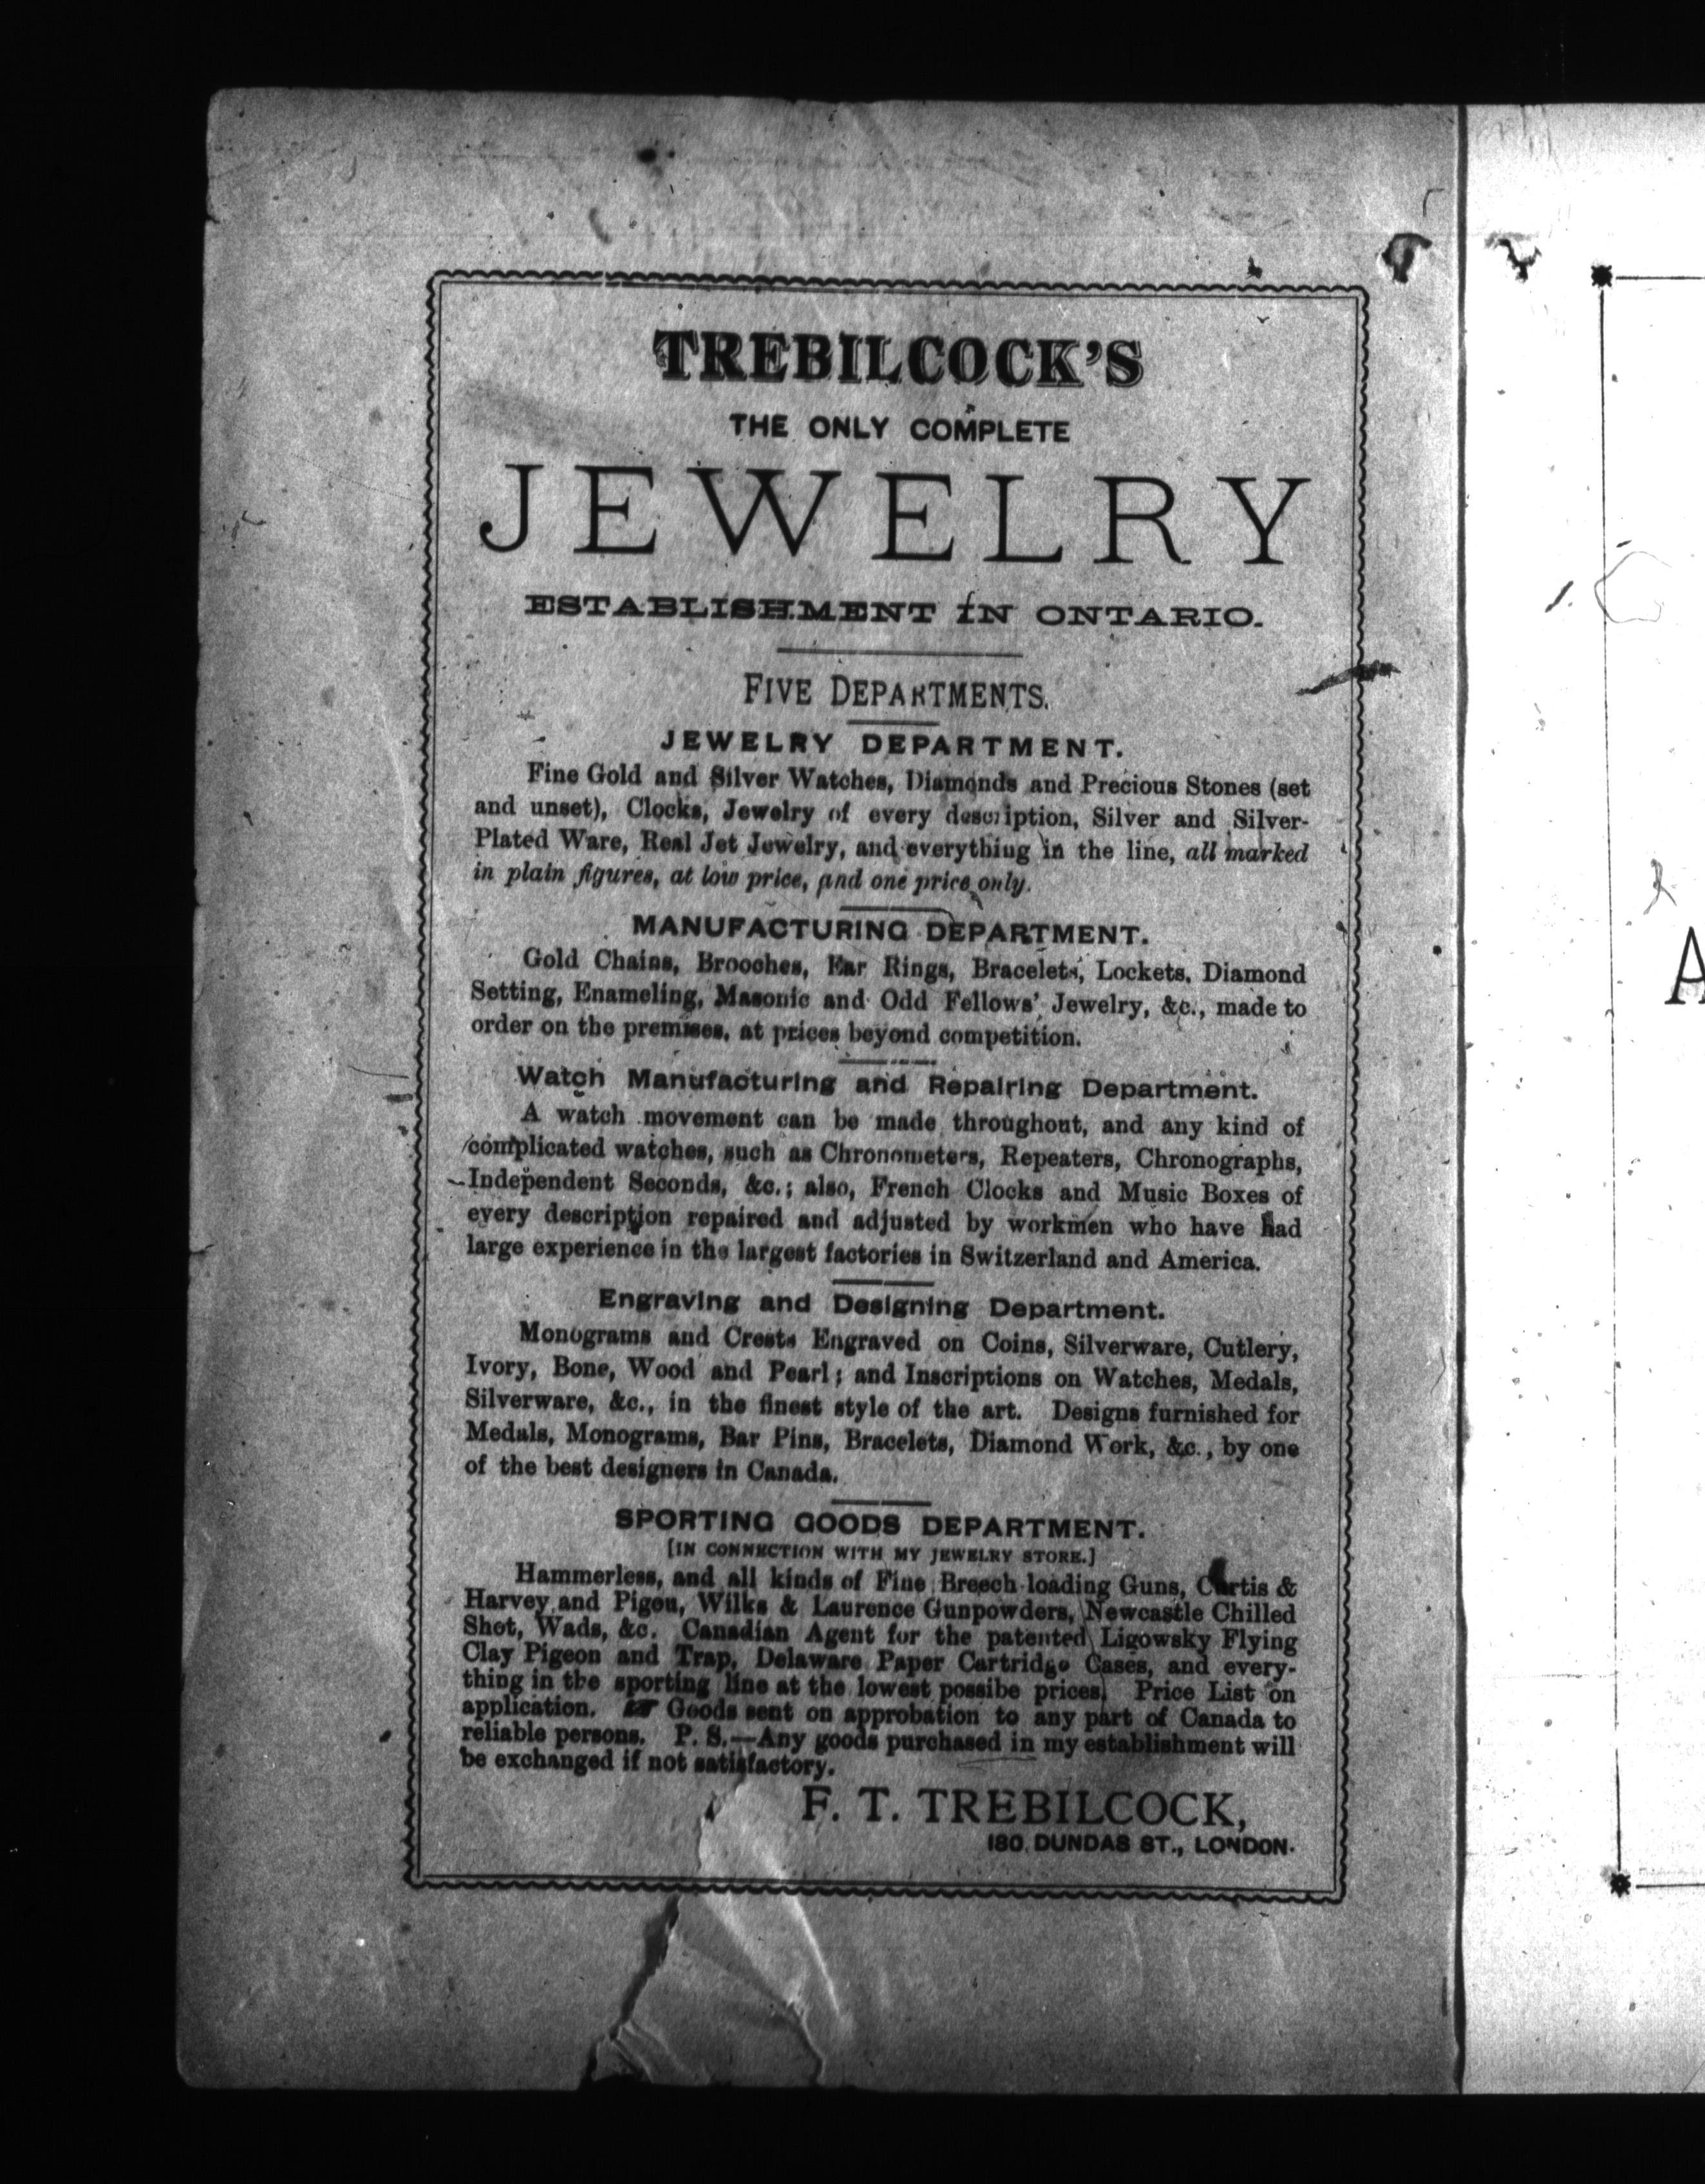 TREBILCOCK'S
THE ONLY COMPLETE
JEWELRY
ESTABLISHMENT IN ONTARIO.
FIVE DEPARTMENTS.
JEWELRY DEPARTMENT.
Fine Gold and Silver Watches, Diamonds and Precious Stones (set
and unset), Clocks, Jewelry of every description, Silver and Silver-
Plated Ware, Real Jet Jewelry, and everything in the line, all marked
in plain figures, at low price, and one price only.
MANUFACTURING DEPARTMENT.
Gold Chains, Brooches, Ear Rings, Bracelets, Lockets, Diamond
Setting, Enameling, Masonic and Odd Fellows' Jewelry, &c., made to
order on the premises, at prices beyond competition.
Watch Manufacturing and Repairing Department.
A watch movement can be made throughout, and any kind of
complicated watches, such as Chronometers, Repeaters, Chronographs,
Independent Seconds, &c.; also, French Clocks and Music Boxes of
every description repaired and adjusted by workmen who have had
large experience in the largest factories in Switzerland and America.
Engraving and Designing Department.
Monograms and Crests Engraved on Coins, Silverware, Cutlery,
Ivory, Bone, Wood and Pearl; and Inscriptions on Watches, Medals,
Silverware, &c., in the finest style of the art. Designs furnished for
Medals, Monograms, Bar Pins, Bracelets, Diamond Work, &c., by one
of the best designers in Canada.
SPORTING GOODS DEPARTMENT.
[IN CONNECTION WITH MY JEWELRY STORE.]
Hammerless, and all kinds of Fine Breech-loading Guns, Curtis &
Harvey and Pigou, Wilks & Laurence Gunpowders, Newcastle Chilled
Shot, Wads, &c. Canadian Agent for the patented Ligowsky Flying
Clay Pigeon and Trap, Delaware Paper Cartridge Cases, and every-
thing in the sporting line at the lowest possibe prices. Price List on
application. ☞ Goods sent on approbation to any part of Canada to
reliable persons. P. S.—Any goods purchased in my establishment will
be exchanged if not satisfactory.
F. T. TREBILCOCK,
180 DUNDAS ST., LONDON.
A